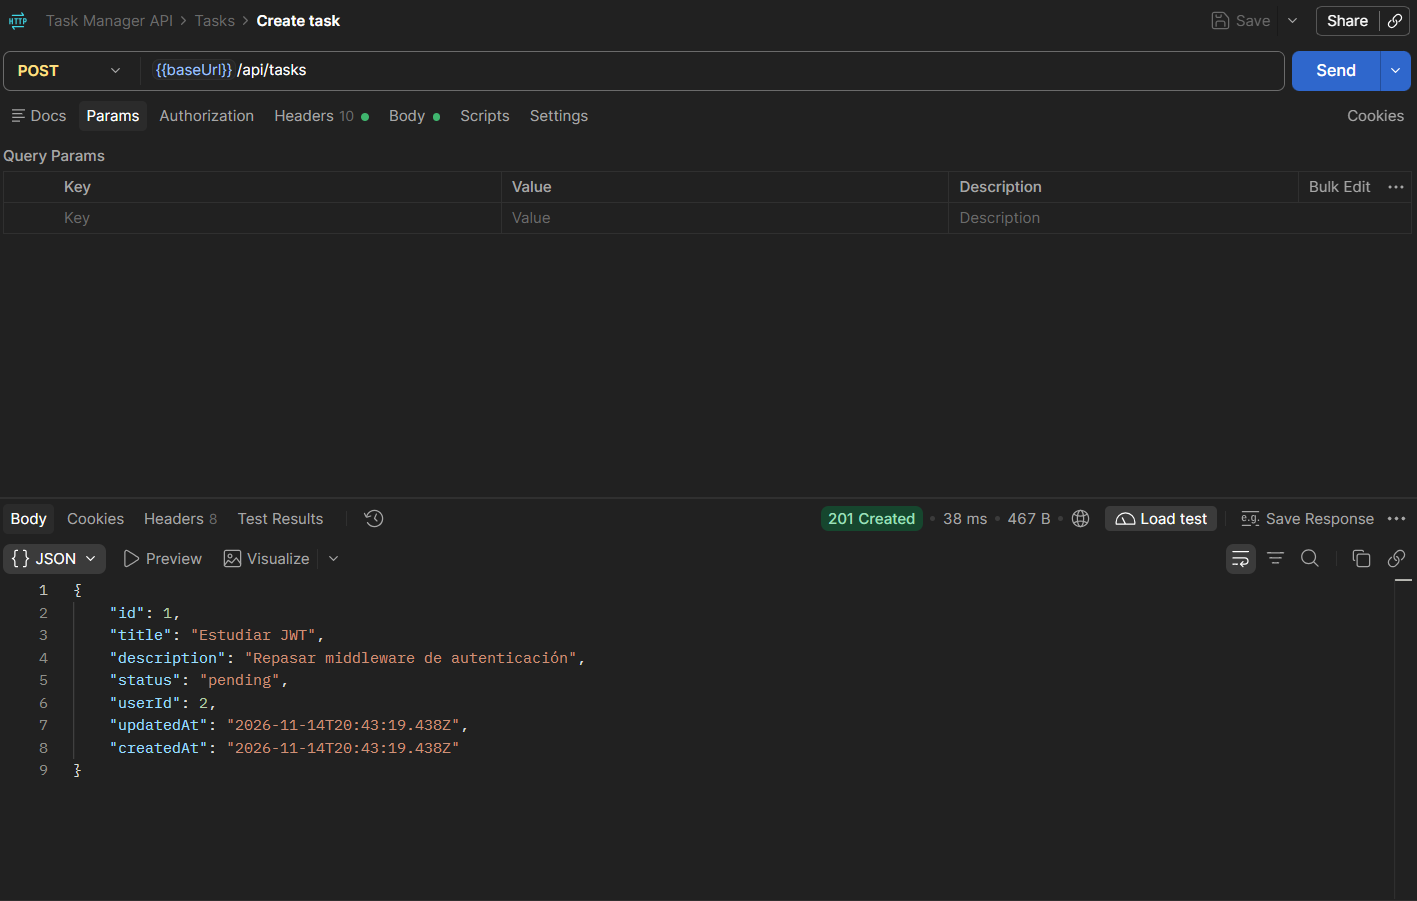 HTTP Task Manager API > Tasks > Create task Save Share
POST {{baseUrl}} /api/tasks Send
Docs Params Authorization Headers 10 Body Scripts Settings Cookies
Query Params
Key Value Description Bulk Edit
Key Value Description
Body Cookies Headers 8 Test Results 201 Created 38 ms 467 B Load test e.g. Save Response
{ } JSON Preview Visualize
1 {
2 "id": 1,
3 "title": "Estudiar JWT",
4 "description": "Repasar middleware de autenticación",
5 "status": "pending",
6 "userId": 2,
7 "updatedAt": "2026-11-14T20:43:19.438Z",
8 "createdAt": "2026-11-14T20:43:19.438Z"
9 }